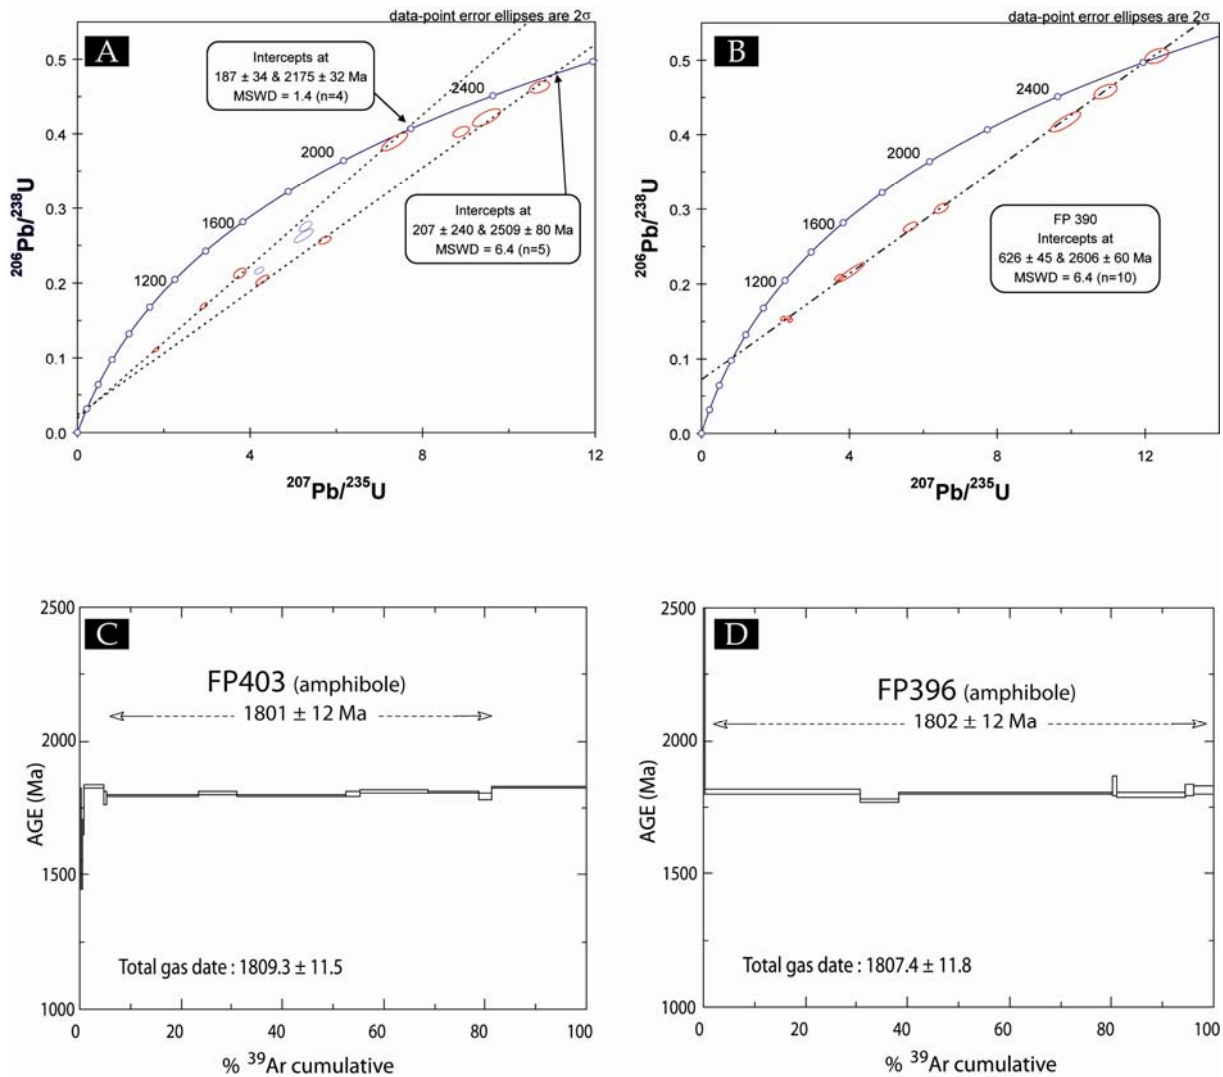 data-point error ellipses are 2σ
A
Intercepts at
187 ± 34 & 2175 ± 32 Ma
MSWD = 1.4 (n=4)
2400
2000
1600
1200
Intercepts at
207 ± 240 & 2509 ± 80 Ma
MSWD = 6.4 (n=5)
0.5
0.4
0.3
0.2
0.1
0.0
206Pb/238U
0 4 8 12
207Pb/235U
data-point error ellipses are 2σ
B
2400
2000
1600
1200
FP 390
Intercepts at
626 ± 45 & 2606 ± 60 Ma
MSWD = 6.4 (n=10)
0.5
0.4
0.3
0.2
0.1
0.0
206Pb/238U
0 4 8 12
207Pb/235U
2500
2000
1500
1000
AGE (Ma)
C
FP403 (amphibole)
1801 ± 12 Ma
Total gas date : 1809.3 ± 11.5
0 20 40 60 80 100
% 39Ar cumulative
2500
2000
1500
1000
AGE (Ma)
D
FP396 (amphibole)
1802 ± 12 Ma
Total gas date : 1807.4 ± 11.8
0 20 40 60 80 100
% 39Ar cumulative